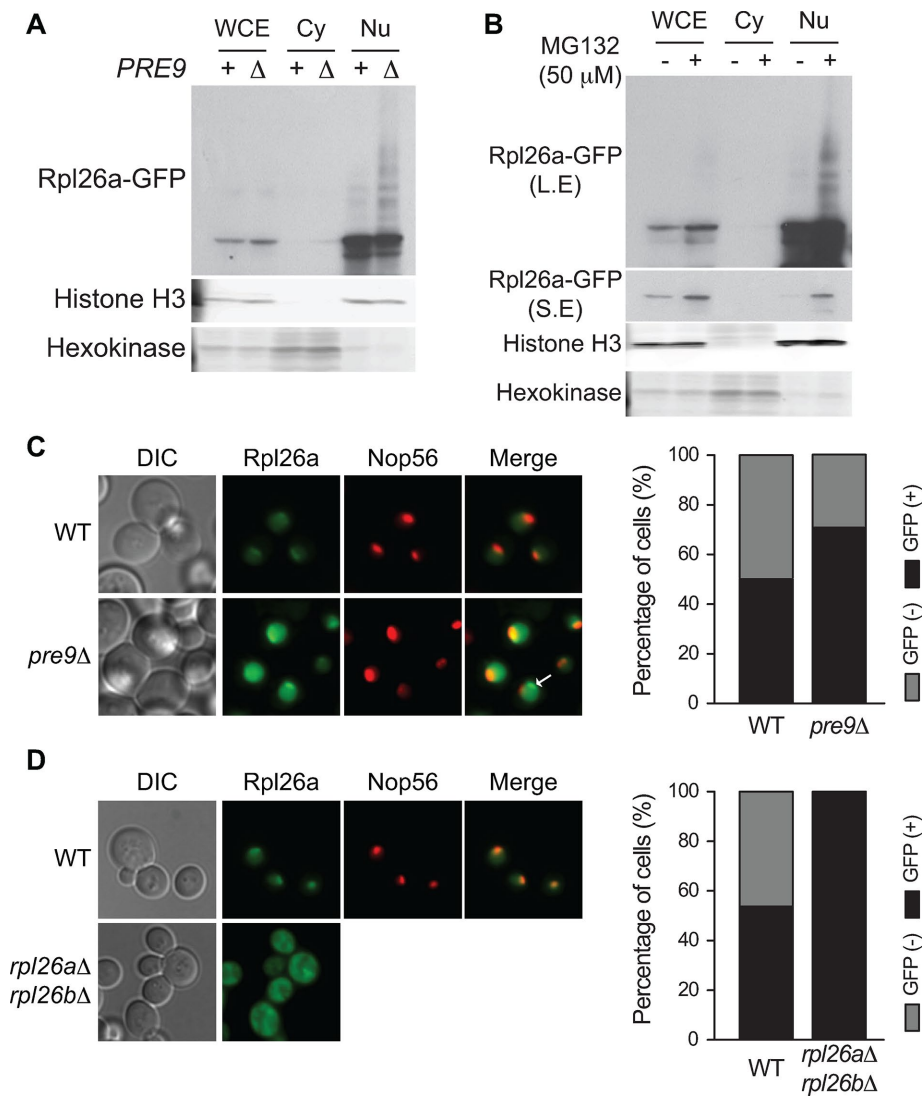 A
WCE Cy Nu
PRE9 + Δ + Δ + Δ
Rpl26a-GFP
Histone H3
Hexokinase
B
WCE Cy Nu
MG132
(50 μM) - + - + - +
Rpl26a-GFP
(L.E)
Rpl26a-GFP
(S.E)
Histone H3
Hexokinase
C
DIC Rpl26a Nop56 Merge
WT
pre9Δ
Percentage of cells (%)
100
80
60
40
20
0
WT pre9Δ
GFP (-) GFP (+)
D
DIC Rpl26a Nop56 Merge
WT
rpl26aΔ
rpl26bΔ
Percentage of cells (%)
100
80
60
40
20
0
WT rpl26aΔ
rpl26bΔ
GFP (-) GFP (+)